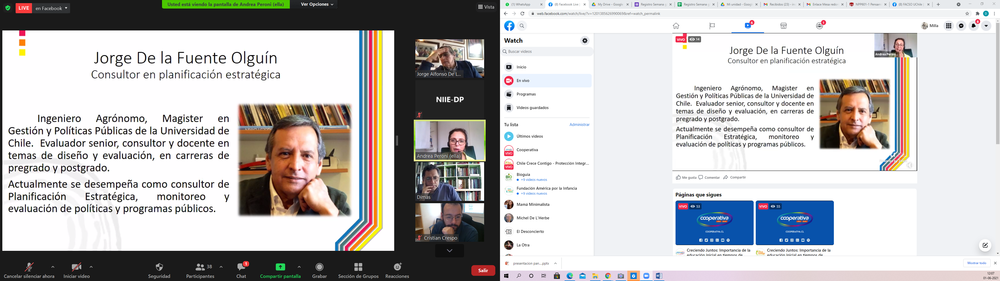 LIVE en Facebook
Usted está viendo la pantalla de Andrea Peroni (ella)
Ver Opciones
Vista
Jorge De la Fuente Olguín
Consultor en planificación estratégica
Ingeniero Agrónomo, Magister en
Gestión y Políticas Públicas de la Universidad de
Chile. Evaluador senior, consultor y docente en
temas de diseño y evaluación, en carreras de
pregrado y postgrado.
Actualmente se desempeña como consultor de
Planificación Estratégica, monitoreo y
evaluación de políticas y programas públicos.
Jorge Alfonso De L...
NIIE-DP
Andrea Peroni (ella)
Dimas
Cristian Crespo
Cancelar silenciar ahora
Iniciar video
Seguridad
38
Participantes
1
Chat
Compartir pantalla
Grabar
Sección de Grupos
Reacciones
Salir
(1) WhatsApp
(8) Facebook Live
My Drive - Google
Registro Semana g
Registro Semana g
Mi unidad - Googl
Recibidos (23) - in
Enlace Mesa redon
NPP601-1 Pensam
(8) FACSO UChile
D
web.facebook.com/watch/live/?v=1201385626990069&ref=watch_permalink
6
1
Milla
8
Watch
Buscar videos
Inicio
En vivo
Programas
Videos guardados
Tu lista
Administrar
Últimos videos
Cooperativa
VIVO
Chile Crece Contigo - Protección Integr...
VIVO
Bioguia
+9 videos nuevos
Fundación América por la Infancia
+9 videos nuevos
Mamá Minimalista
Michel De L'Herbe
El Desconcierto
La Otra
VIVO 14
Jorge De la Fuente Olguín
Consultor en planificación estratégica
Andrea Peroni...
Ingeniero Agrónomo, Magister en
Gestión y Políticas Públicas de la Universidad de
Chile. Evaluador senior, consultor y docente en
temas de diseño y evaluación, en carreras de
pregrado y postgrado.
Actualmente se desempeña como consultor de
Planificación Estratégica, monitoreo y
evaluación de políticas y programas públicos.
Powered by Zoom
Me gusta
Comentar
Compartir
Páginas que sigues
VIVO 53
cooperativa
COOPERATIVA.CL
Creciendo Juntos: Importancia de la
educación inicial en tiempos de
VIVO 55
cooperativa
COOPERATIVA.CL
Creciendo Juntos: Importancia de la
educación inicial en tiempos de
presentacion pan....pptx
Mostrar todo
12:07
01-06-2021